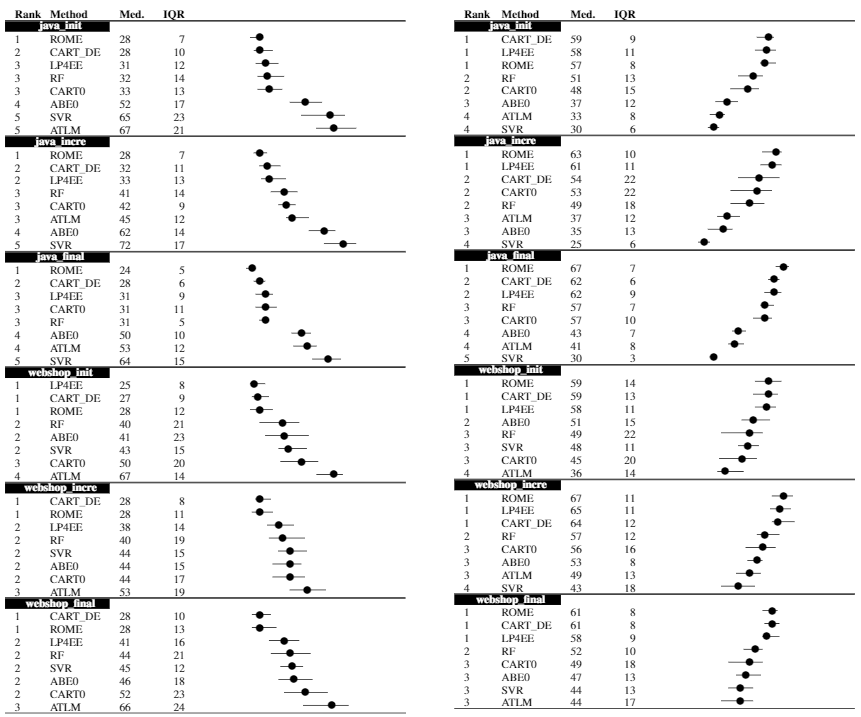 Rank Method Med. IQR
java_init
1 ROME 28 7
2 CART_DE 28 10
3 LP4EE 31 12
3 RF 32 14
3 CART0 33 13
4 ABE0 52 17
5 SVR 65 23
5 ATLM 67 21
java_incre
1 ROME 28 7
2 CART_DE 32 11
2 LP4EE 33 13
3 RF 41 14
3 CART0 42 9
3 ATLM 45 12
4 ABE0 62 14
5 SVR 72 17
java_final
1 ROME 24 5
2 CART_DE 28 6
3 LP4EE 31 9
3 CART0 31 11
3 RF 31 5
4 ABE0 50 10
4 ATLM 53 12
5 SVR 64 15
webshop_init
1 LP4EE 25 8
1 CART_DE 27 9
1 ROME 28 12
2 RF 40 21
2 ABE0 41 23
2 SVR 43 15
3 CART0 50 20
4 ATLM 67 14
webshop_incre
1 CART_DE 28 8
1 ROME 28 11
2 LP4EE 38 14
2 RF 40 19
2 SVR 44 15
2 ABE0 44 15
2 CART0 44 17
3 ATLM 53 19
webshop_final
1 CART_DE 28 10
1 ROME 28 13
2 LP4EE 41 16
2 RF 44 21
2 SVR 45 12
2 ABE0 46 18
2 CART0 52 23
3 ATLM 66 24
Rank Method Med. IQR
java_init
1 CART_DE 59 9
1 LP4EE 58 11
1 ROME 57 8
2 RF 51 13
2 CART0 48 15
3 ABE0 37 12
4 ATLM 33 8
4 SVR 30 6
java_incre
1 ROME 63 10
1 LP4EE 61 11
2 CART_DE 54 22
2 CART0 53 22
2 RF 49 18
3 ATLM 37 12
3 ABE0 35 13
4 SVR 25 6
java_final
1 ROME 67 7
2 CART_DE 62 6
2 LP4EE 62 9
3 RF 57 7
3 CART0 57 10
4 ABE0 43 7
4 ATLM 41 8
5 SVR 30 3
webshop_init
1 ROME 59 14
1 CART_DE 59 13
1 LP4EE 58 11
2 ABE0 51 15
3 RF 49 22
3 SVR 48 11
3 CART0 45 20
4 ATLM 36 14
webshop_incre
1 ROME 67 11
1 LP4EE 65 11
1 CART_DE 64 12
2 RF 57 12
3 CART0 56 16
3 ABE0 53 8
3 ATLM 49 13
4 SVR 43 18
webshop_final
1 ROME 61 8
1 CART_DE 61 8
1 LP4EE 58 9
2 RF 52 10
3 CART0 49 18
3 ABE0 47 13
3 SVR 44 13
3 ATLM 44 17